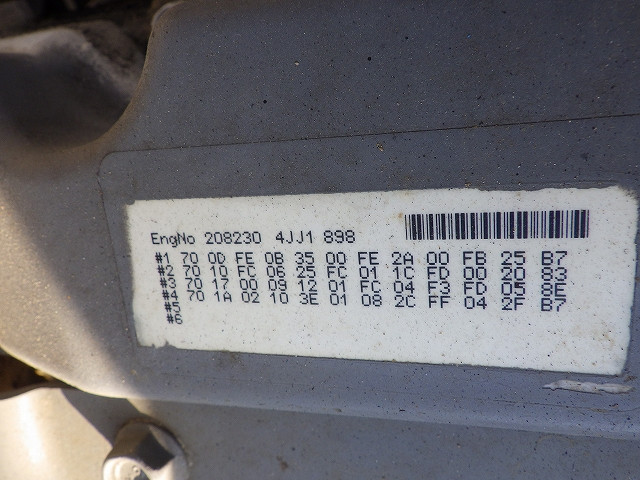 EngNo 208230 4JJ1 898
#1 70 0D FE 0B 35 00 FE 2A 00 FB 25 B7
#2 70 10 FC 06 25 FC 01 1C FD 00 20 83
#3 70 17 00 09 12 01 FC 04 F3 FD 05 8E
#4 70 1A 02 10 3E 01 08 2C FF 04 2F B7
#5
#6